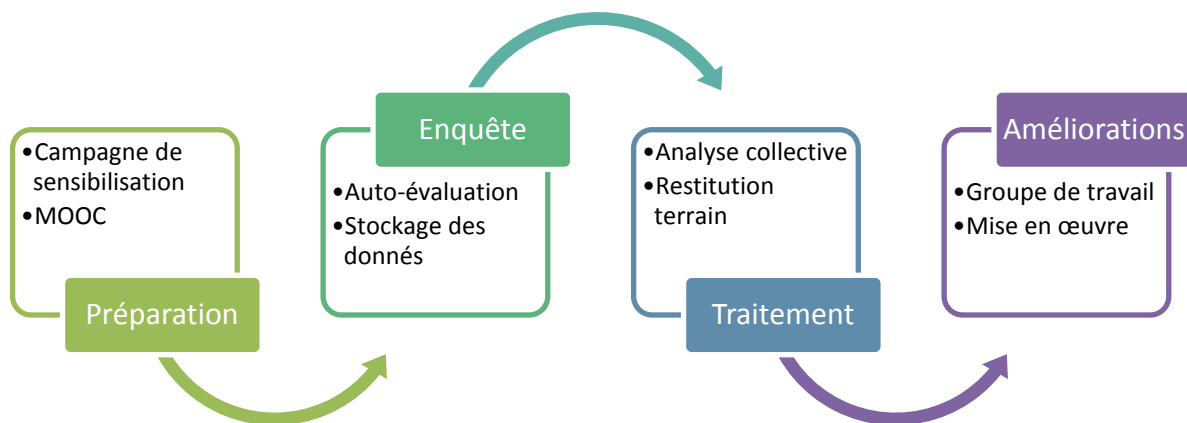 •Campagne de
sensibilisation
•MOOC
Préparation
Enquête
•Auto-évaluation
•Stockage des
donnés
•Analyse collective
•Restitution
terrain
Traitement
Améliorations
•Groupe de travail
•Mise en œuvre